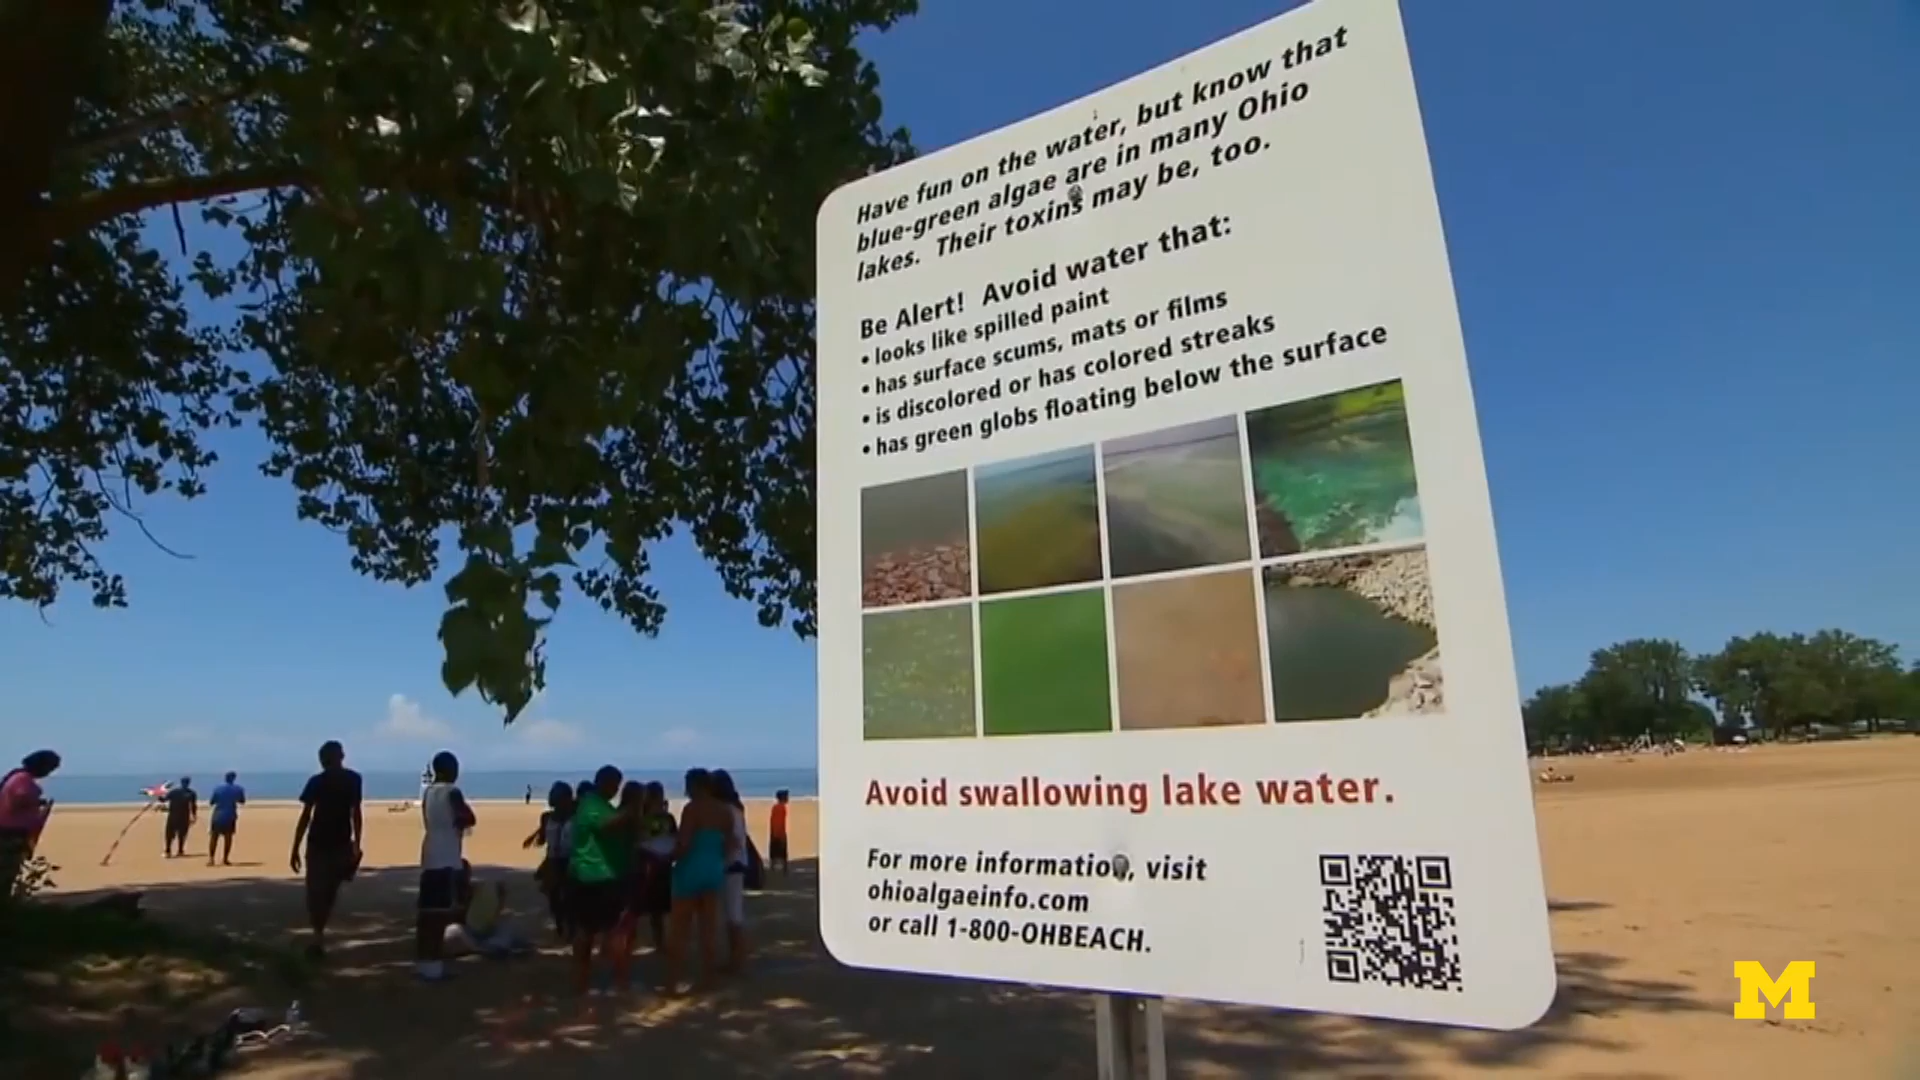 Have fun on the water, but know that
blue-green algae are in many Ohio
lakes. Their toxins may be, too.
Be Alert! Avoid water that:
• looks like spilled paint
• has surface scums, mats or films
• is discolored or has colored streaks
• has green globs floating below the surface
Avoid swallowing lake water.
For more information, visit
ohioalgaeinfo.com
or call 1-800-OHBEACH.
M